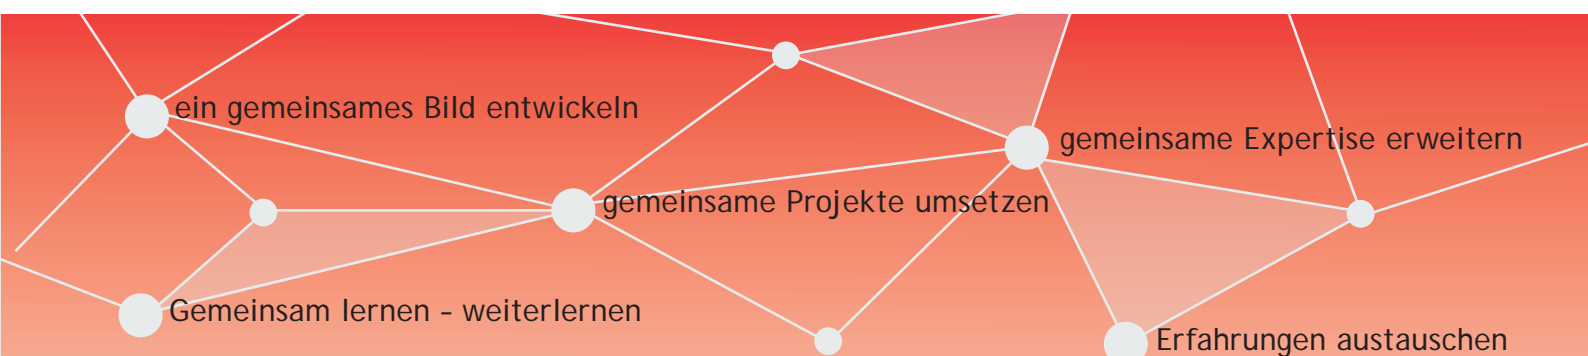 ein gemeinsames Bild entwickeln
gemeinsame Expertise erweitern
gemeinsame Projekte umsetzen
Gemeinsam lernen - weiterlernen
Erfahrungen austauschen